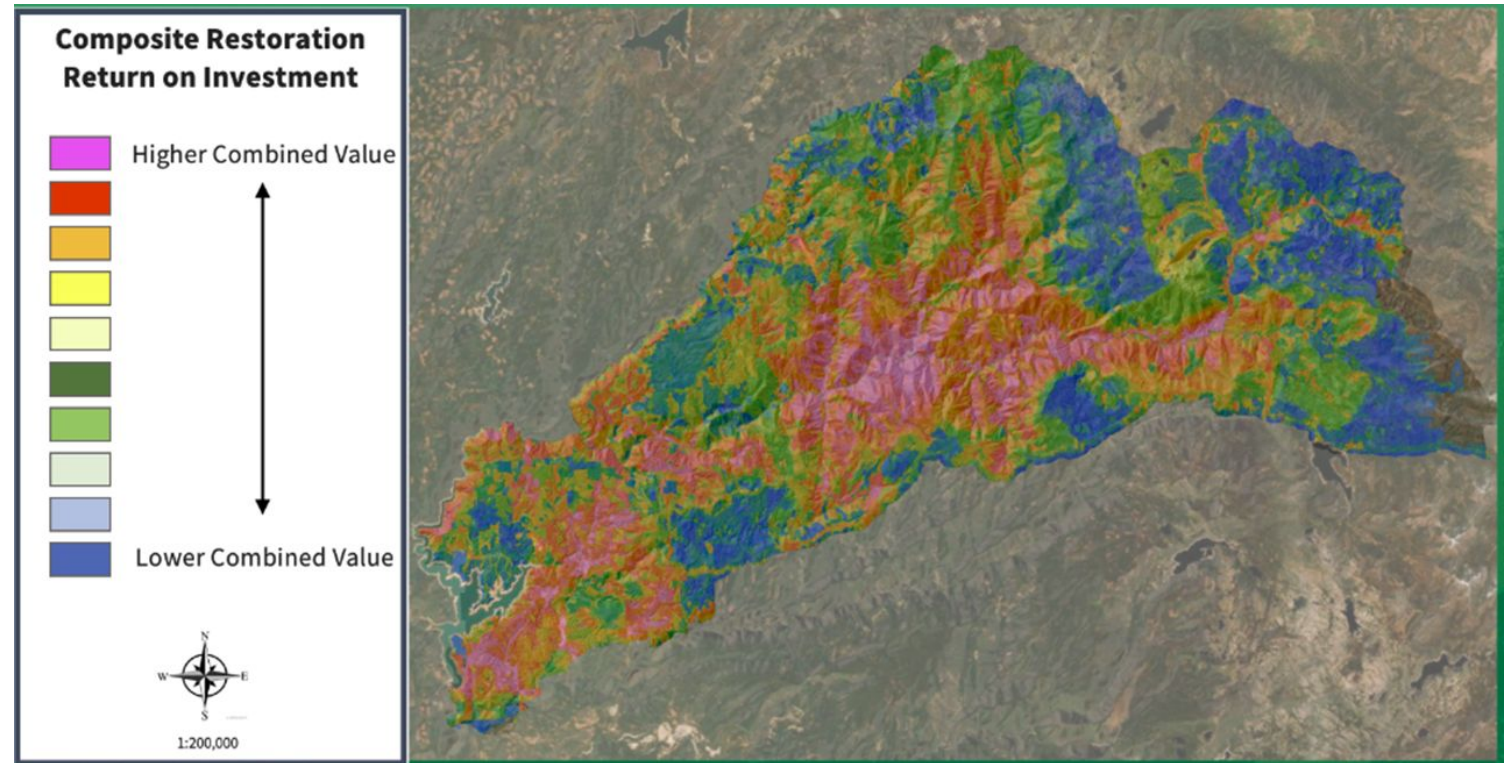 Composite Restoration
Return on Investment
Higher Combined Value
Lower Combined Value
N
W
E
S
1:200,000